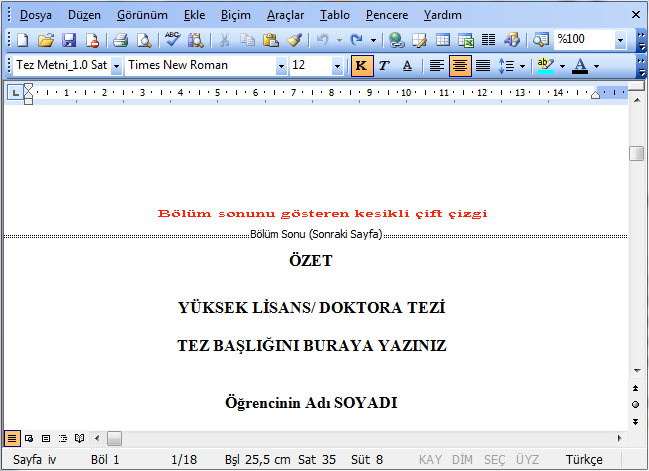 Dosya Düzen Görünüm Ekle Biçim Araçlar Tablo Pencere Yardım
ABC %100
Tez Metni_1.0 Sat Times New Roman 12 K T A ab A
L 1 2 3 4 5 6 7 8 9 10 11 12 13 14
Bölüm sonunu gösteren kesikli çift çizgi
Bölüm Sonu (Sonraki Sayfa)
ÖZET
YÜKSEK LİSANS/ DOKTORA TEZİ
TEZ BAŞLIĞINI BURAYA YAZINIZ
Öğrencinin Adı SOYADI
Sayfa iv Böl 1 1/18 Bşl 25,5 cm Sat 35 Süt 8 KAY DİM SEÇ ÜYZ Türkçe